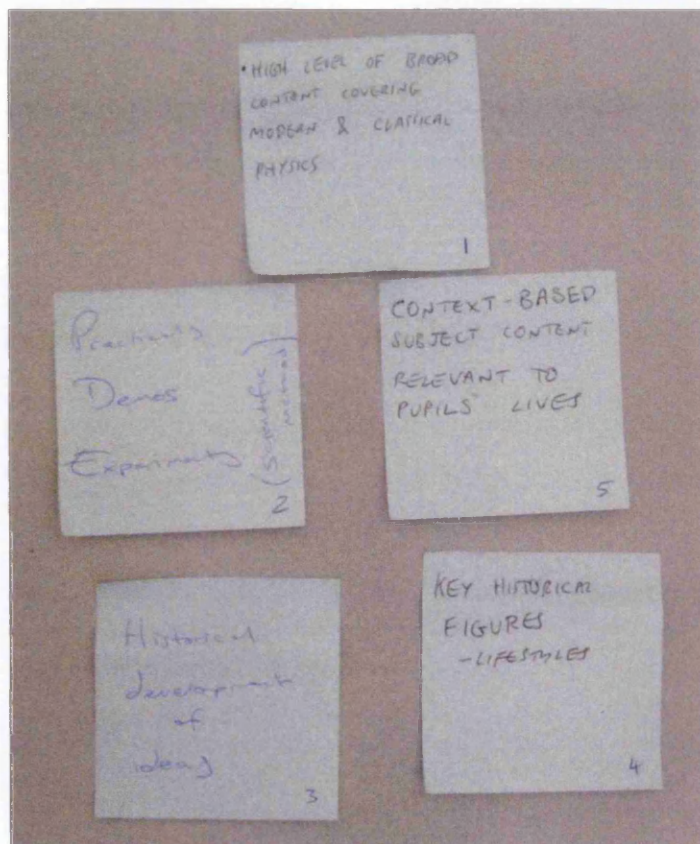 • HIGH LEVEL OF BROAD
CONTENT COVERING
MODERN & CLASSICAL
PHYSICS
1
Practicals
Demos
Experiments
(Scientific
method)
2
CONTEXT-BASED
SUBJECT CONTENT
RELEVANT TO
PUPILS' LIVES
5
Historical
development
of
ideas
3
KEY HISTORICAL
FIGURES
-LIFESTYLES
4